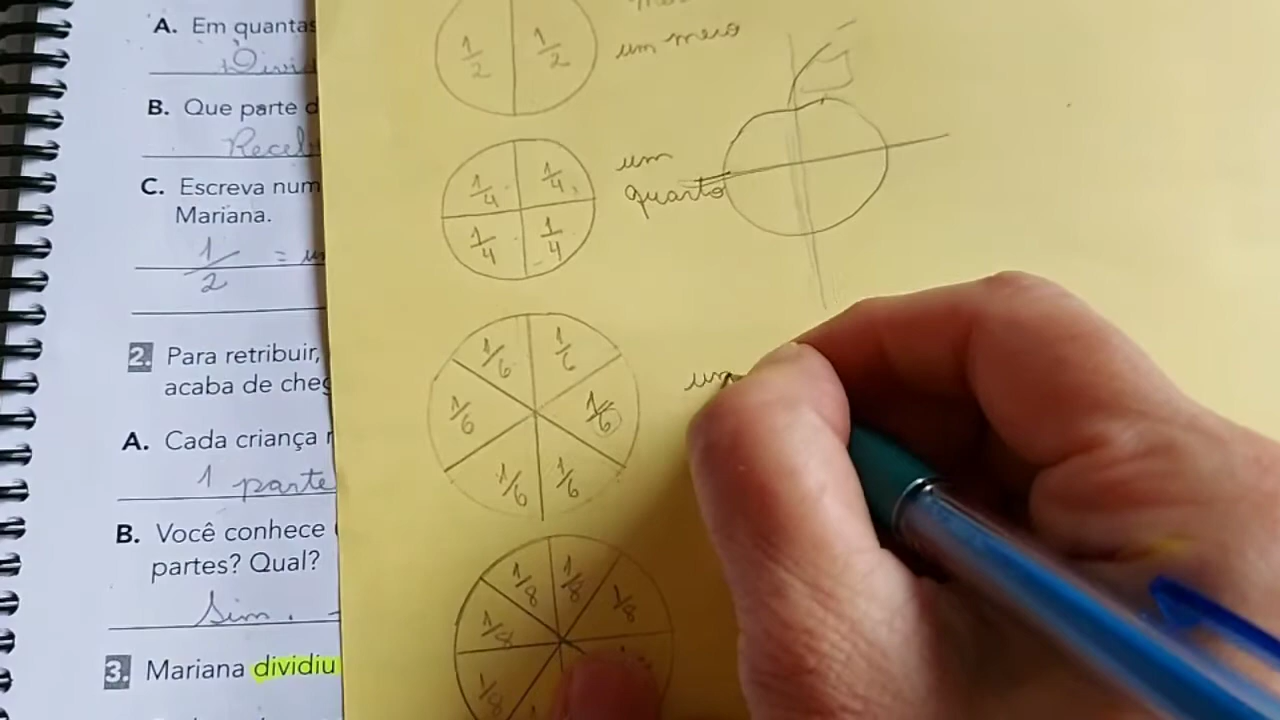 A. Em quantas
B. Que parte d
C. Escreva num
Mariana.
1/2 = u
2. Para retribuir,
acaba de cheg
A. Cada criança
1 parte
B. Você conhece
partes? Qual?
Sim.
3. Mariana dividiu
1/2 1/2
um meio
1/4 1/4
1/4 1/4
um
quarto
1/6 1/6
1/6 1/6
1/6 1/6
um
1/8 1/8 1/8
1/8
1/8